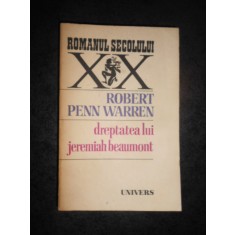 ROMANUL SECOLULUI
XX
ROBERT
PENN WARREN
dreptatea lui
jeremiah beaumont
UNIVERS